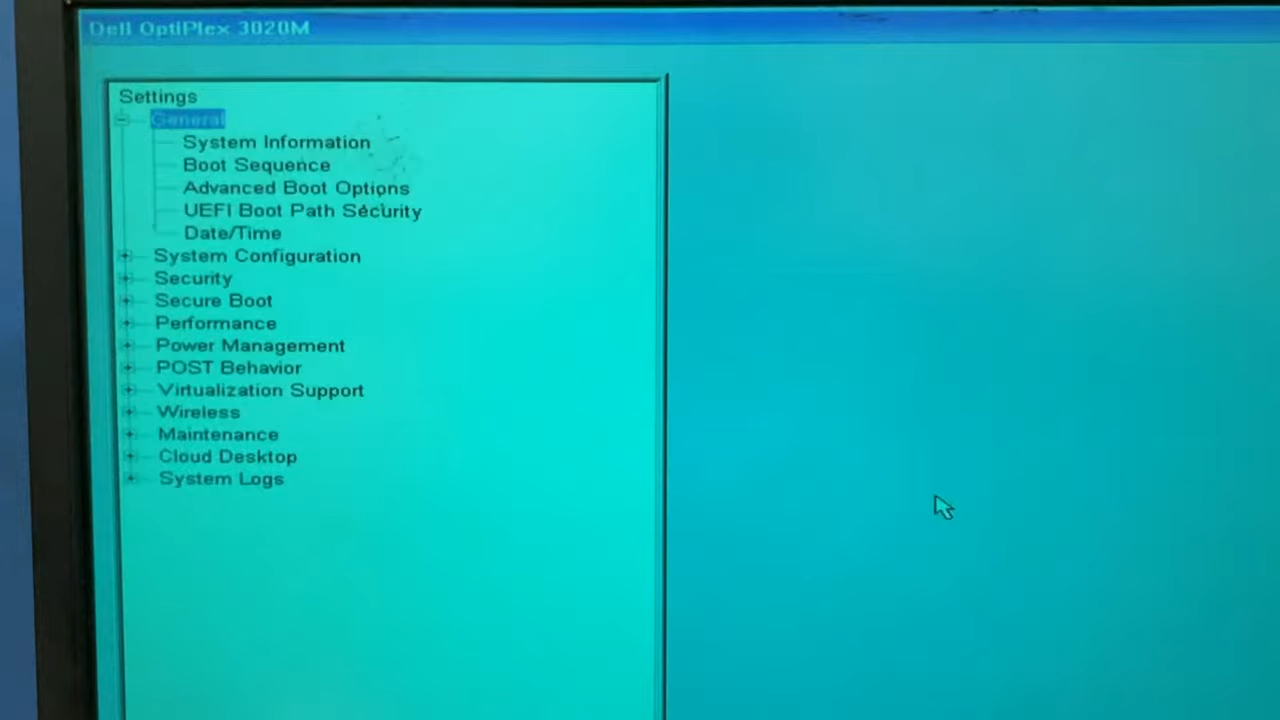 Dell OptiPlex 3020M
Settings
General
System Information
Boot Sequence
Advanced Boot Options
UEFI Boot Path Security
Date/Time
System Configuration
Security
Secure Boot
Performance
Power Management
POST Behavior
Virtualization Support
Wireless
Maintenance
Cloud Desktop
System Logs